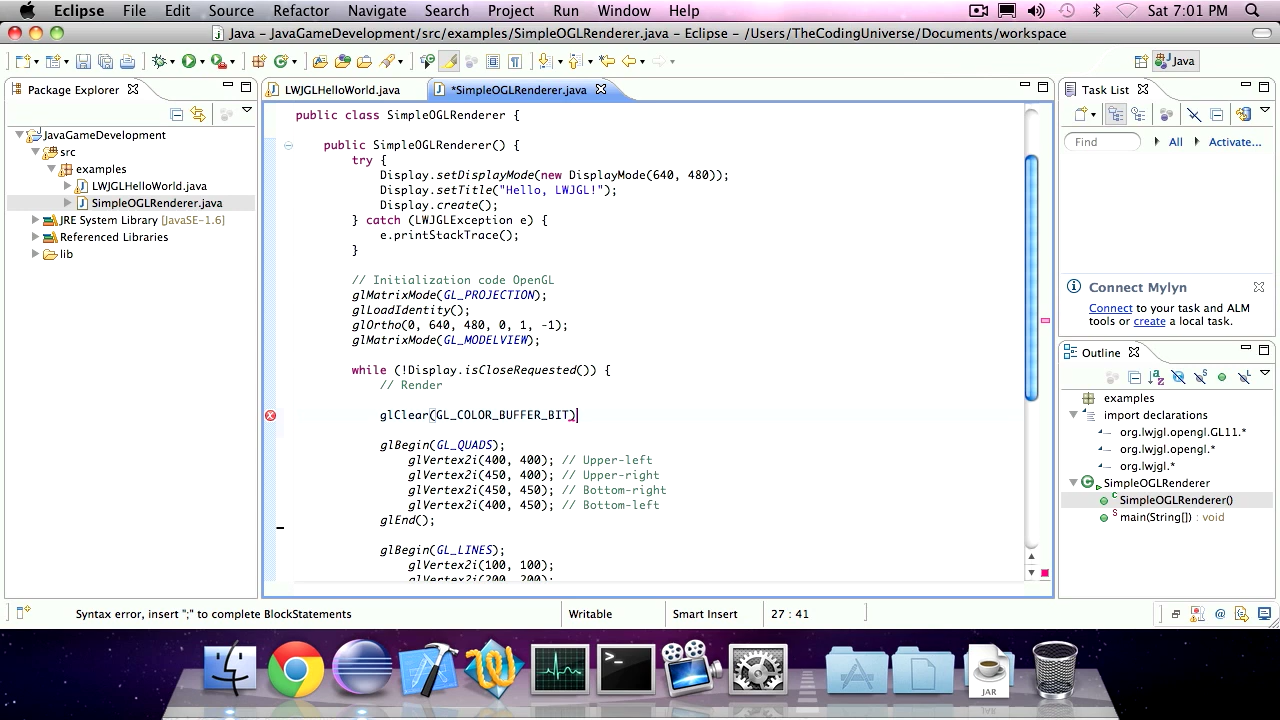 Eclipse File Edit Source Refactor Navigate Search Project Run Window Help Sat 7:01 PM
Java – JavaGameDevelopment/src/examples/SimpleOGLRenderer.java – Eclipse – /Users/TheCodingUniverse/Documents/workspace
Java
Package Explorer
JavaGameDevelopment
src
examples
LWJGLHelloWorld.java
SimpleOGLRenderer.java
JRE System Library [JavaSE-1.6]
Referenced Libraries
lib
LWJGLHelloWorld.java *SimpleOGLRenderer.java
public class SimpleOGLRenderer {
public SimpleOGLRenderer() {
try {
Display.setDisplayMode(new DisplayMode(640, 480));
Display.setTitle("Hello, LWJGL!");
Display.create();
} catch (LWJGLException e) {
e.printStackTrace();
}
// Initialization code OpenGL
glMatrixMode(GL_PROJECTION);
glLoadIdentity();
glOrtho(0, 640, 480, 0, 1, -1);
glMatrixMode(GL_MODELVIEW);
while (!Display.isCloseRequested()) {
// Render
glClear(GL_COLOR_BUFFER_BIT)
glBegin(GL_QUADS);
glVertex2i(400, 400); // Upper-left
glVertex2i(450, 400); // Upper-right
glVertex2i(450, 450); // Bottom-right
glVertex2i(400, 450); // Bottom-left
glEnd();
glBegin(GL_LINES);
glVertex2i(100, 100);
glVertex2i(200, 200);
Task List
Find All Activate...
Connect Mylyn
Connect to your task and ALM
tools or create a local task.
Outline
examples
import declarations
org.lwjgl.opengl.GL11.*
org.lwjgl.opengl.*
org.lwjgl.*
SimpleOGLRenderer
SimpleOGLRenderer()
main(String[]) : void
Syntax error, insert ";" to complete BlockStatements Writable Smart Insert 27 : 41
JAR